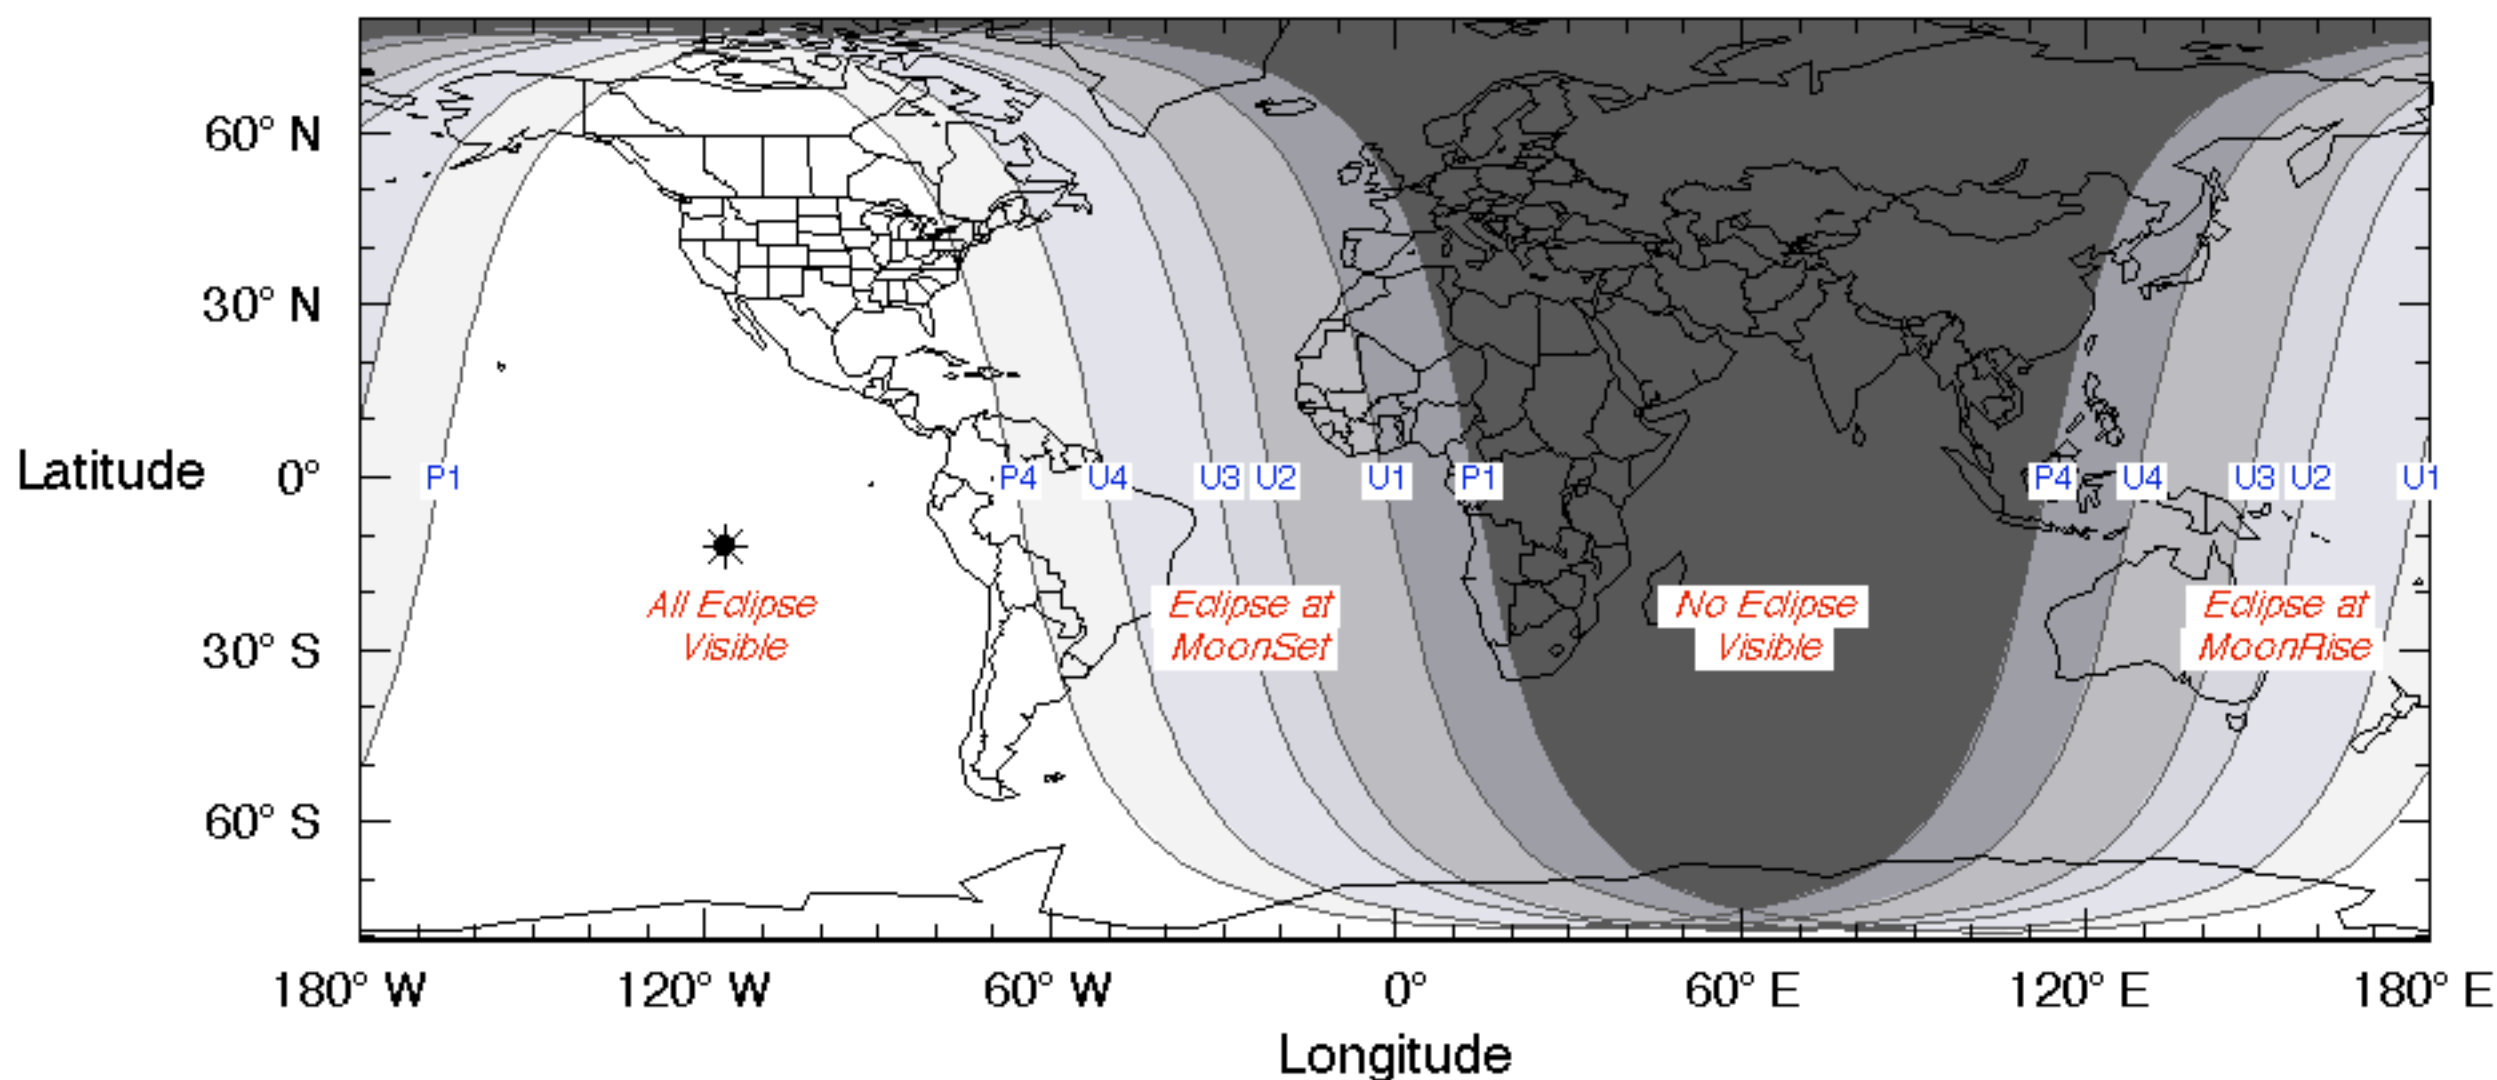 60° N
30° N
Latitude 0°
P1 P4 U4 U3 U2 U1 P1 P4 U4 U3 U2 U1
All Eclipse
Visible
Eclipse at
MoonSet
No Eclipse
Visible
Eclipse at
MoonRise
30° S
60° S
180° W 120° W 60° W 0° 60° E 120° E 180° E
Longitude